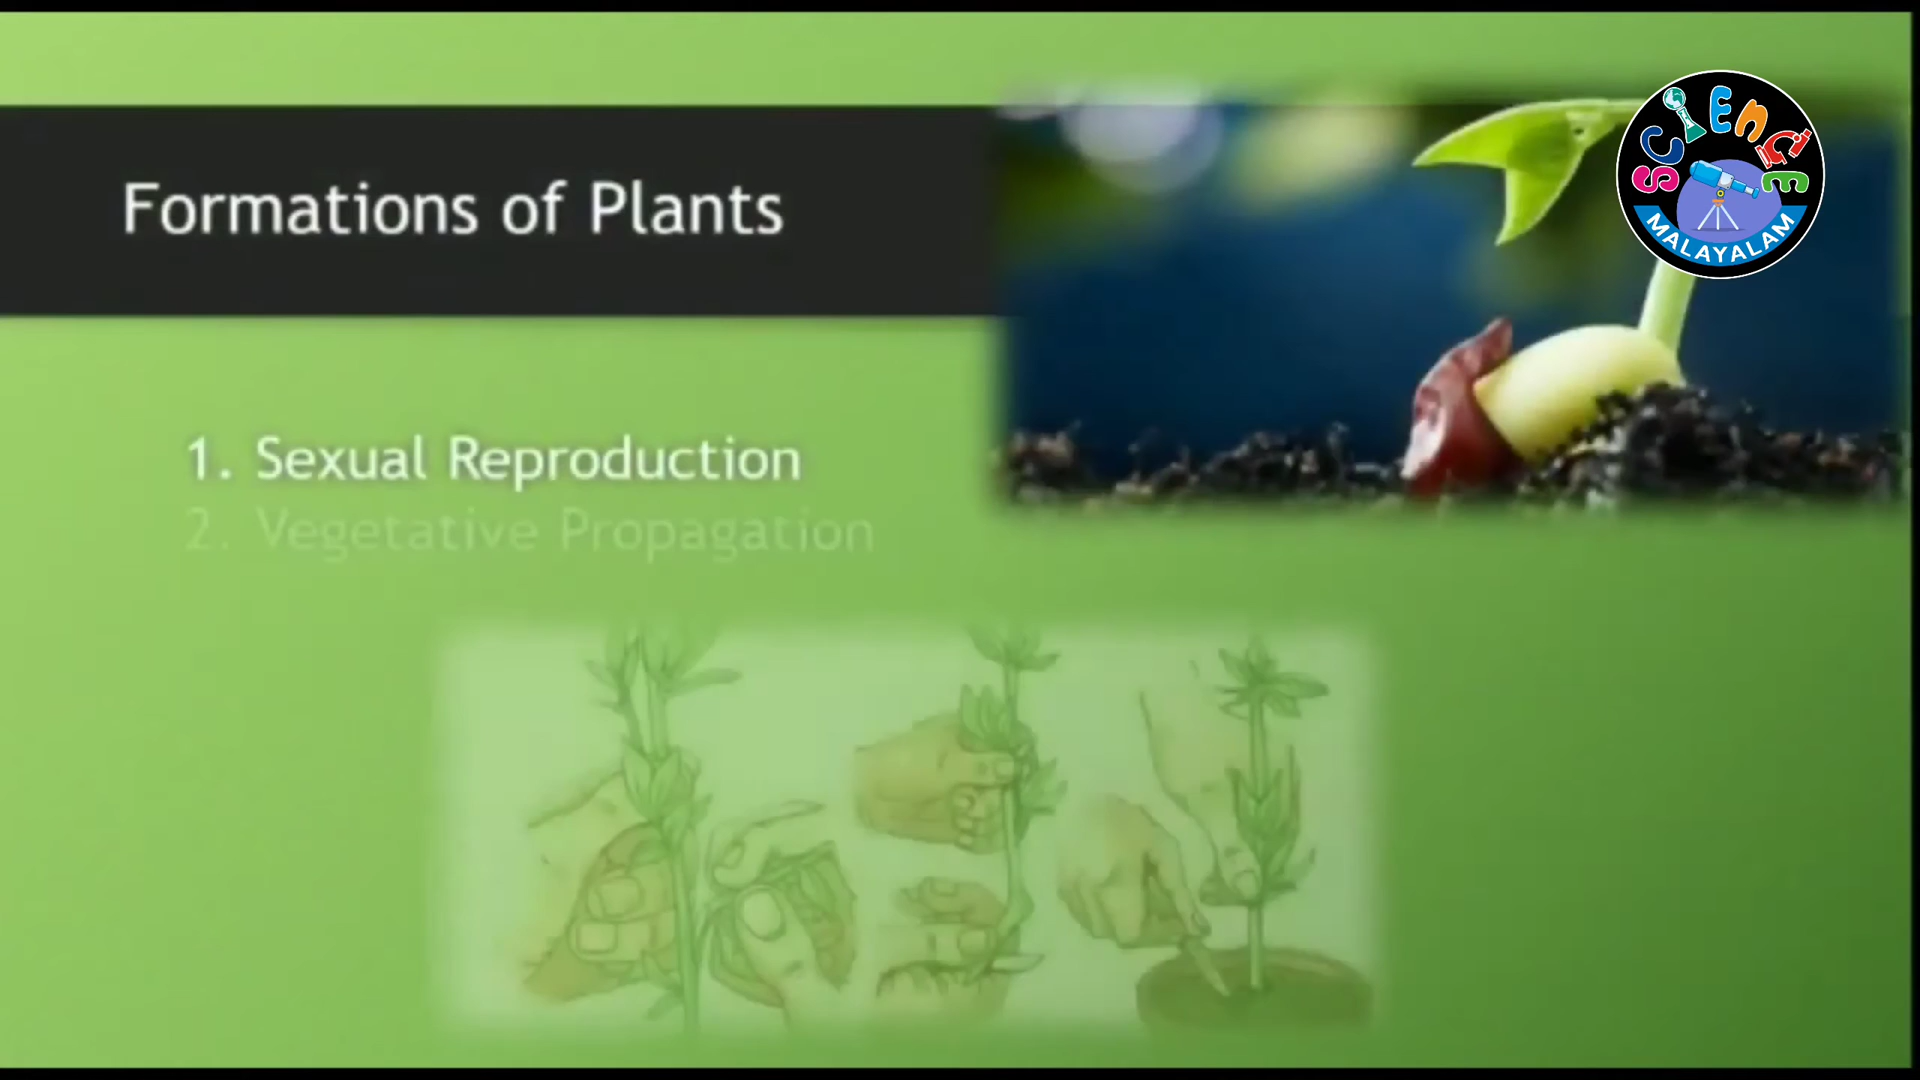 Formations of Plants
SCIENCE
MALAYALAM
1. Sexual Reproduction
2. Vegetative Propagation